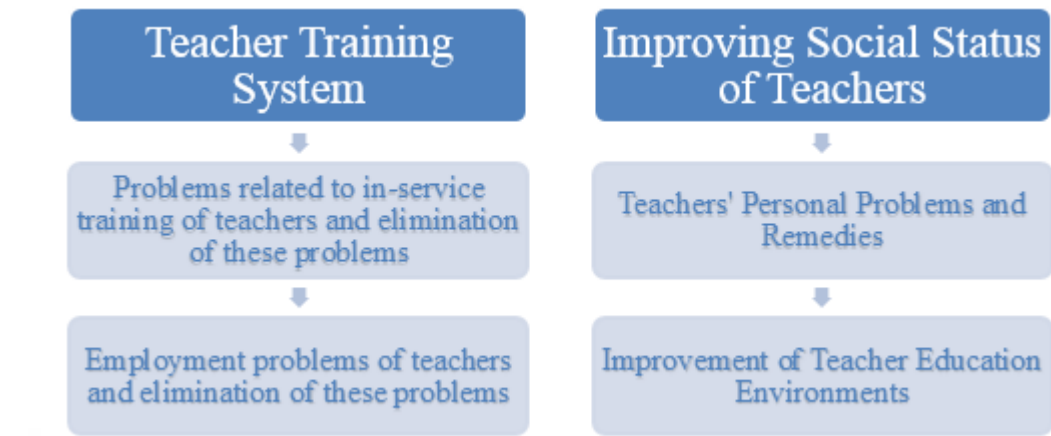 Teacher Training
System
Problems related to in-service
training of teachers and elimination
of these problems
Employment problems of teachers
and elimination of these problems
Improving Social Status
of Teachers
Teachers' Personal Problems and
Remedies
Improvement of Teacher Education
Environments